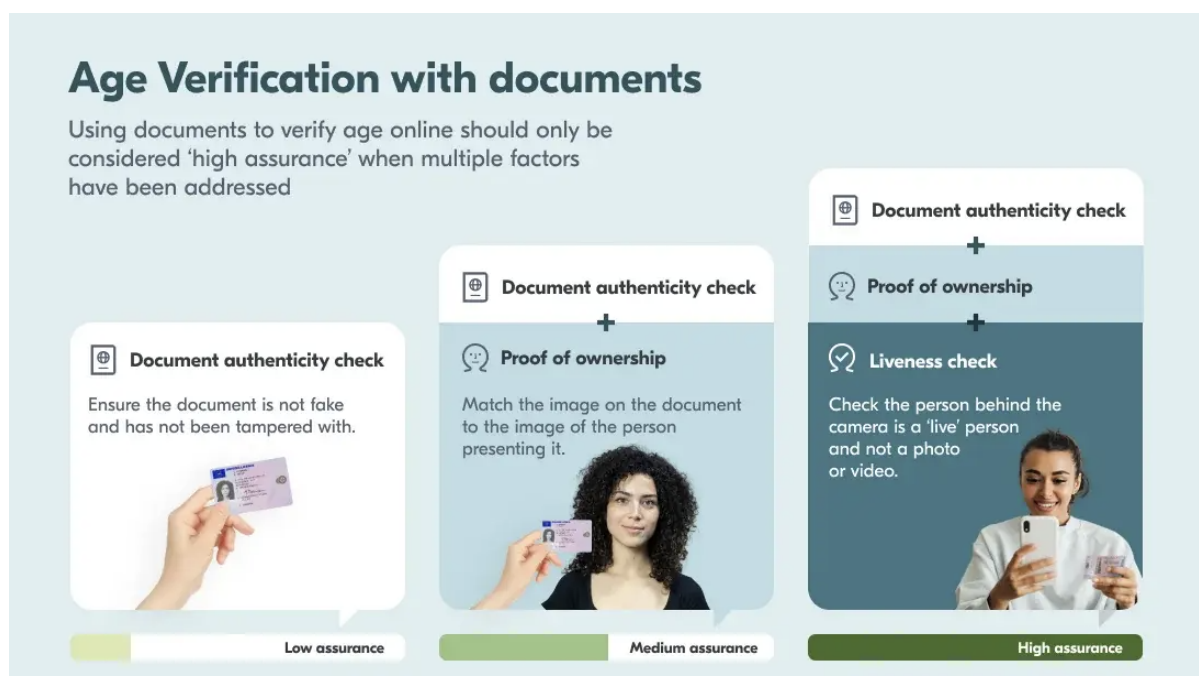 Age Verification with documents
Using documents to verify age online should only be
considered ‘high assurance’ when multiple factors
have been addressed
Document authenticity check
Ensure the document is not fake
and has not been tampered with.
Low assurance
Document authenticity check
+
Proof of ownership
Match the image on the document
to the image of the person
presenting it.
Medium assurance
Document authenticity check
+
Proof of ownership
+
Liveness check
Check the person behind the
camera is a ‘live’ person
and not a photo
or video.
High assurance